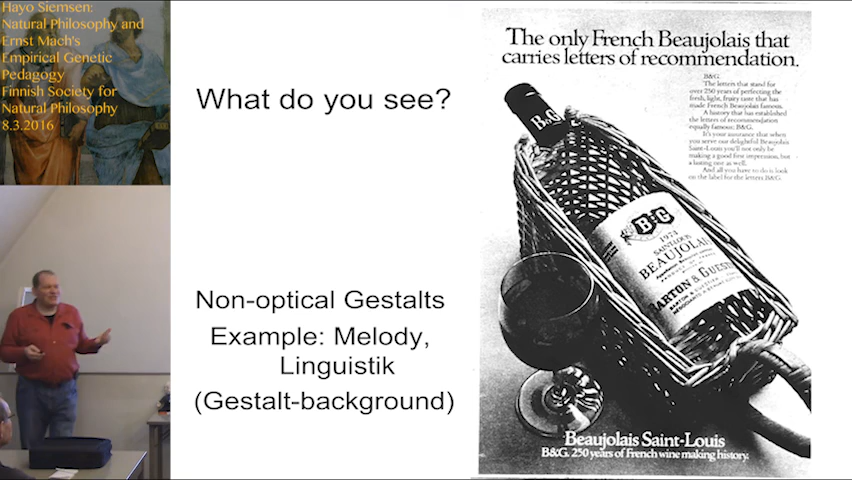 Hayo Siemsen:
Natural Philosophy and
Ernst Mach's
Empirical Genetic
Pedagogy
Finnish Society for
Natural Philosophy
8.3.2016
What do you see?
Non-optical Gestalts
Example: Melody,
Linguistik
(Gestalt-background)
The only French Beaujolais that
carries letters of recommendation.
B&G.
The letters that stand for
over 250 years of perfecting the
fresh, light, fruity taste that has
made French Beaujolais famous.
A history that has established
the letters of recommendation
equally famous: B&G.
It's your assurance that when
you serve our delightful Beaujolais
Saint-Louis you'll not only be
making a good first impression, but
a lasting one as well.
And all you have to do is look
on the label for the letters B&G.
B&G
B&G
1973
SAINT-LOUIS
BEAUJOLAIS
BARTON & GUESTIER
Beaujolais Saint-Louis
B&G. 250 years of French wine making history.